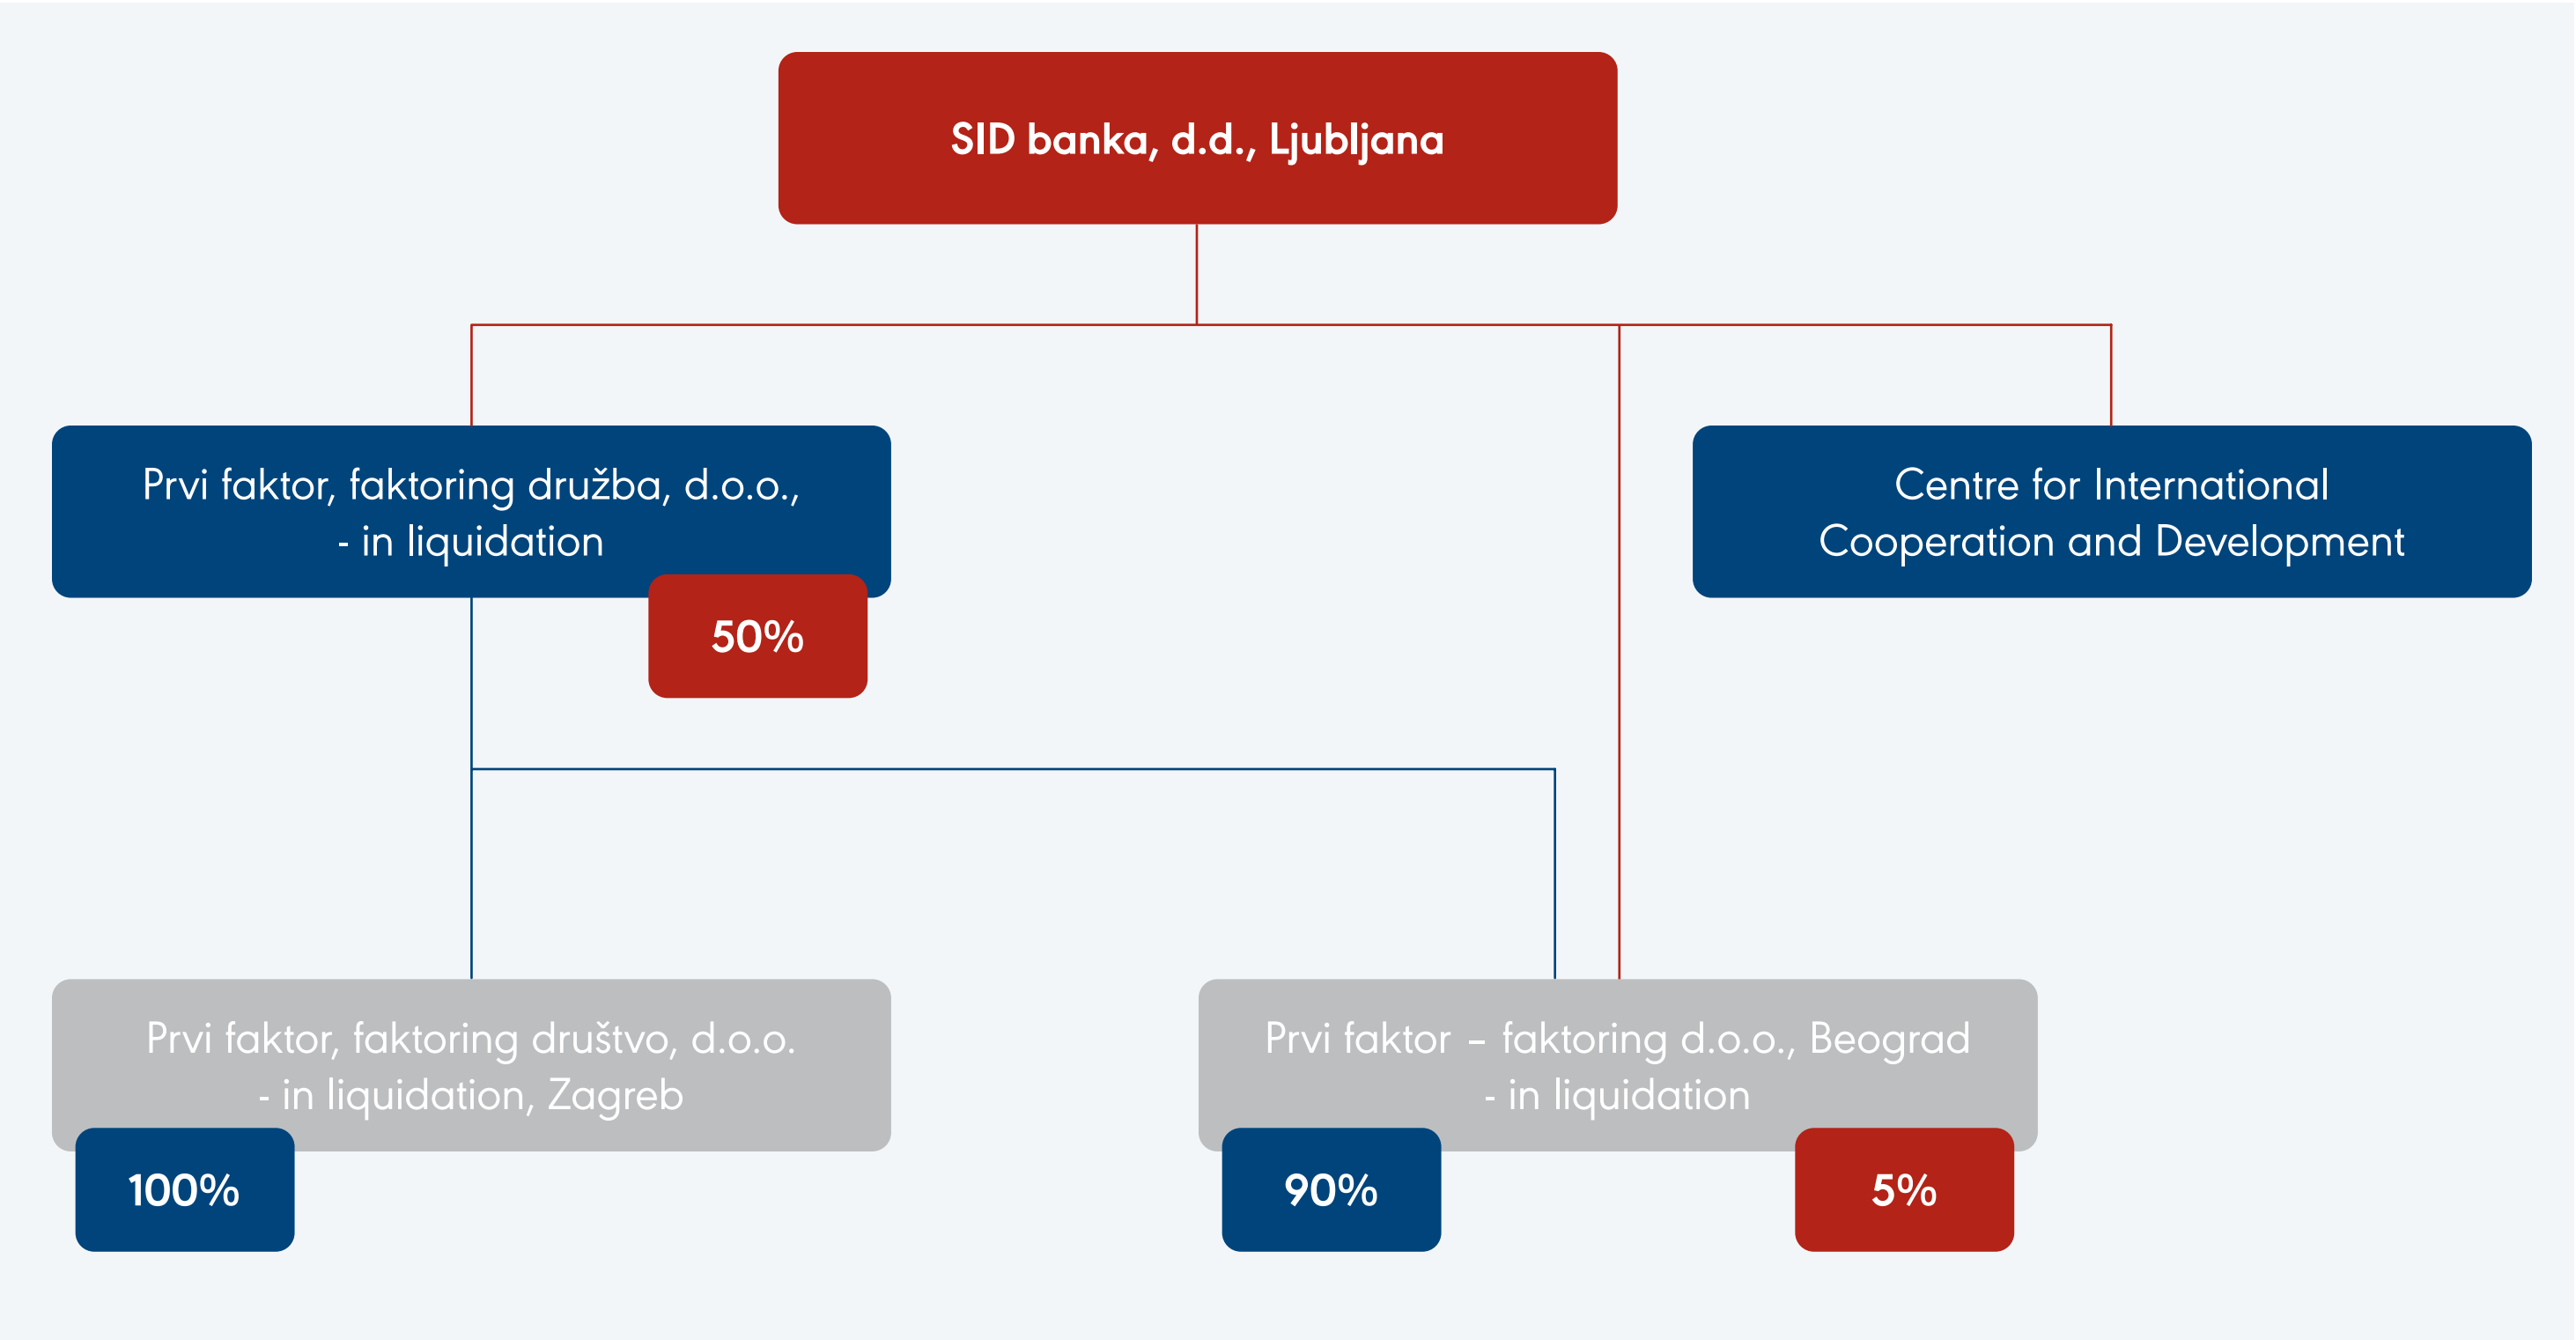 SID banka, d.d., Ljubljana
Prvi faktor, faktoring družba, d.o.o.,
- in liquidation
50%
Centre for International
Cooperation and Development
Prvi faktor, faktoring društvo, d.o.o.
- in liquidation, Zagreb
100%
Prvi faktor – faktoring d.o.o., Beograd
- in liquidation
90%
5%